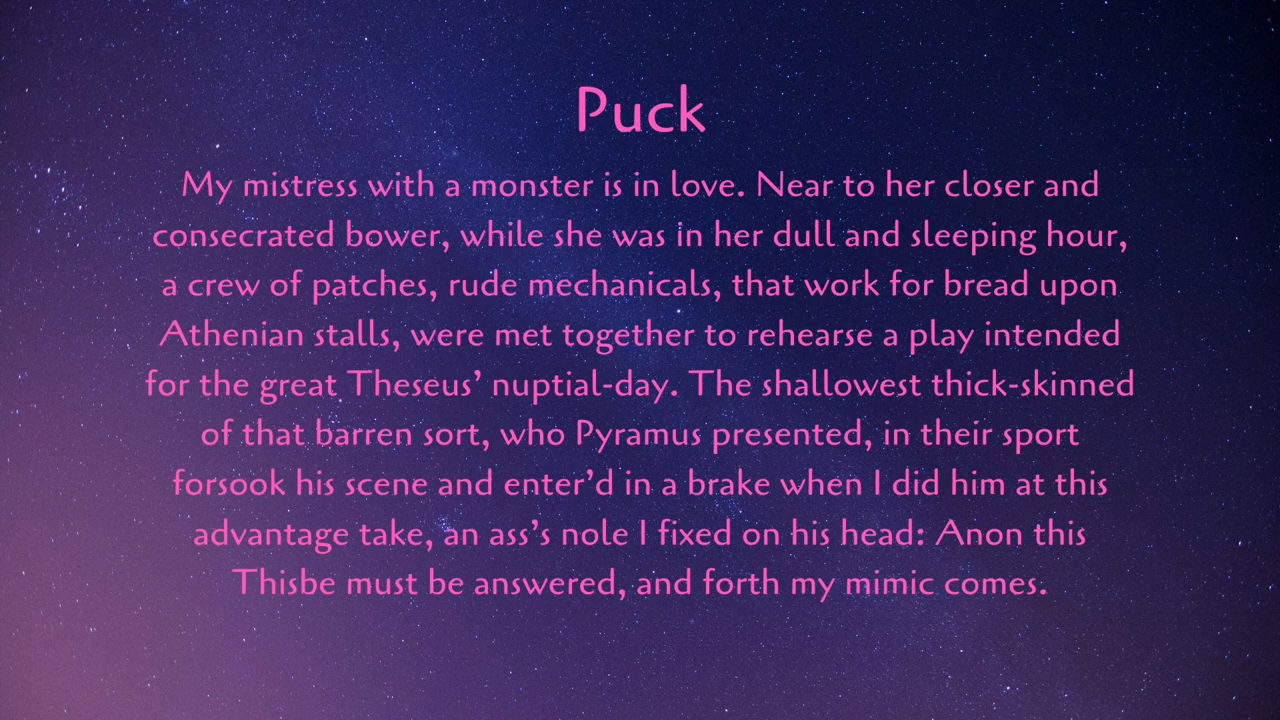 Puck
My mistress with a monster is in love. Near to her closer and
consecrated bower, while she was in her dull and sleeping hour,
a crew of patches, rude mechanicals, that work for bread upon
Athenian stalls, were met together to rehearse a play intended
for the great Theseus’ nuptial-day. The shallowest thick-skinned
of that barren sort, who Pyramus presented, in their sport
forsook his scene and enter’d in a brake when I did him at this
advantage take, an ass’s nole I fixed on his head: Anon this
Thisbe must be answered, and forth my mimic comes.